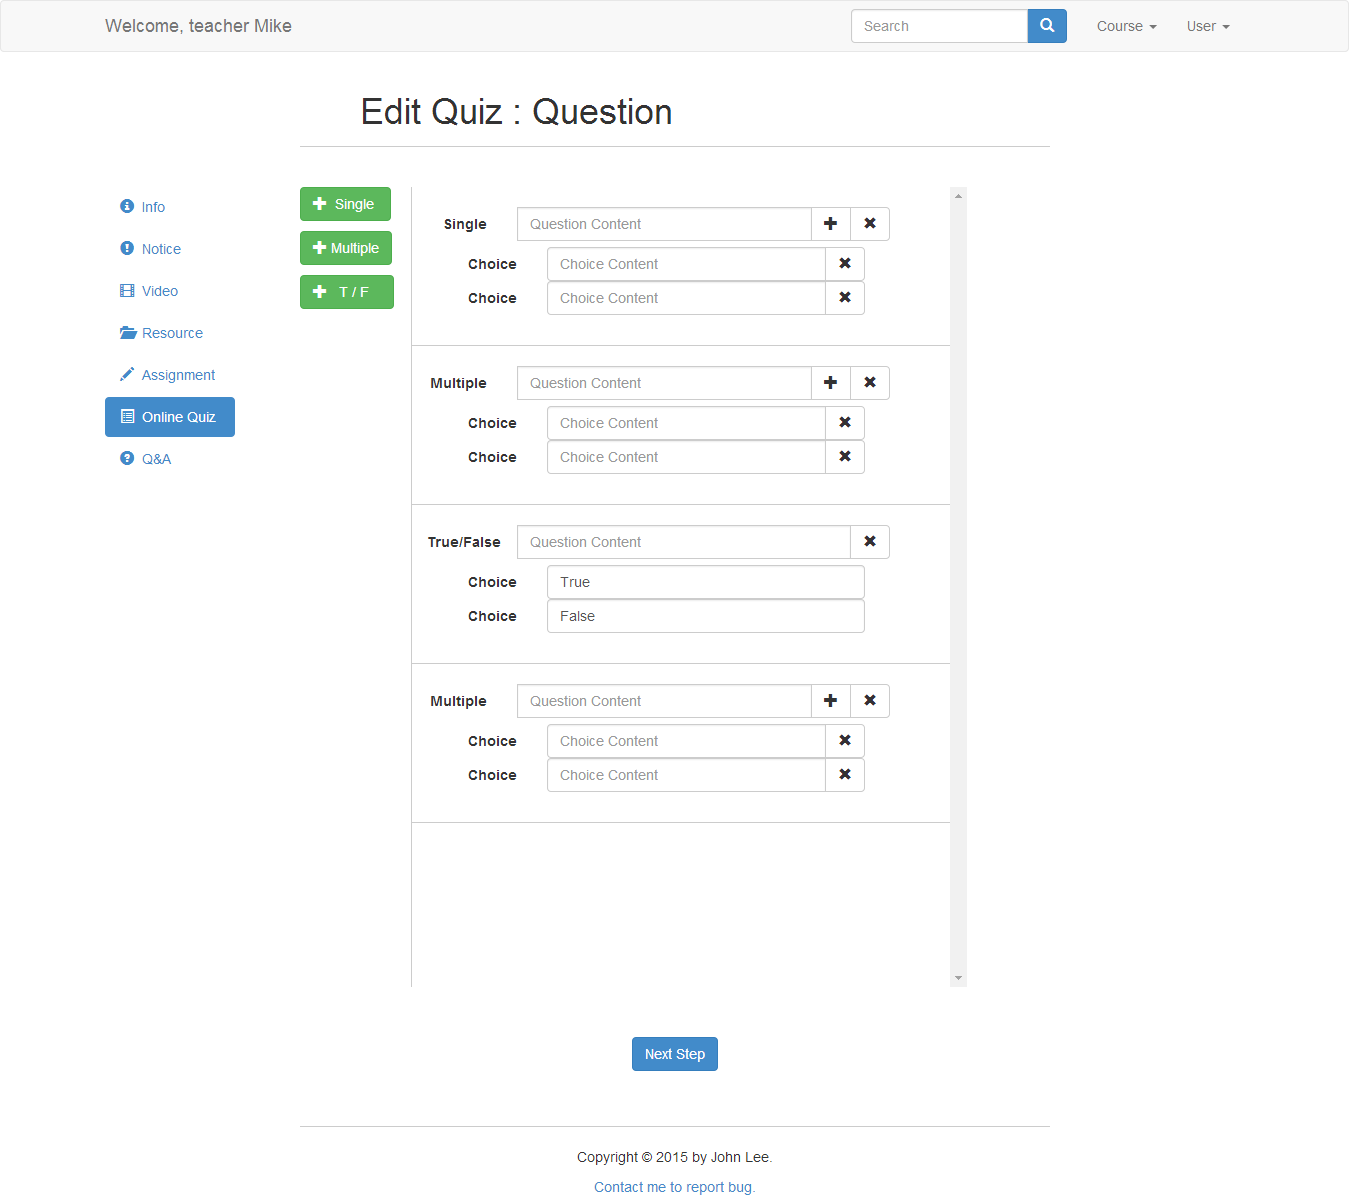 Welcome, teacher Mike
Search
Course
User
Edit Quiz : Question
Info
Notice
Video
Resource
Assignment
Online Quiz
Q&A
Single
Multiple
T / F
Single Question Content
Choice Choice Content
Choice Choice Content
Multiple Question Content
Choice Choice Content
Choice Choice Content
True/False Question Content
Choice True
Choice False
Multiple Question Content
Choice Choice Content
Choice Choice Content
Next Step
Copyright © 2015 by John Lee.
Contact me to report bug.